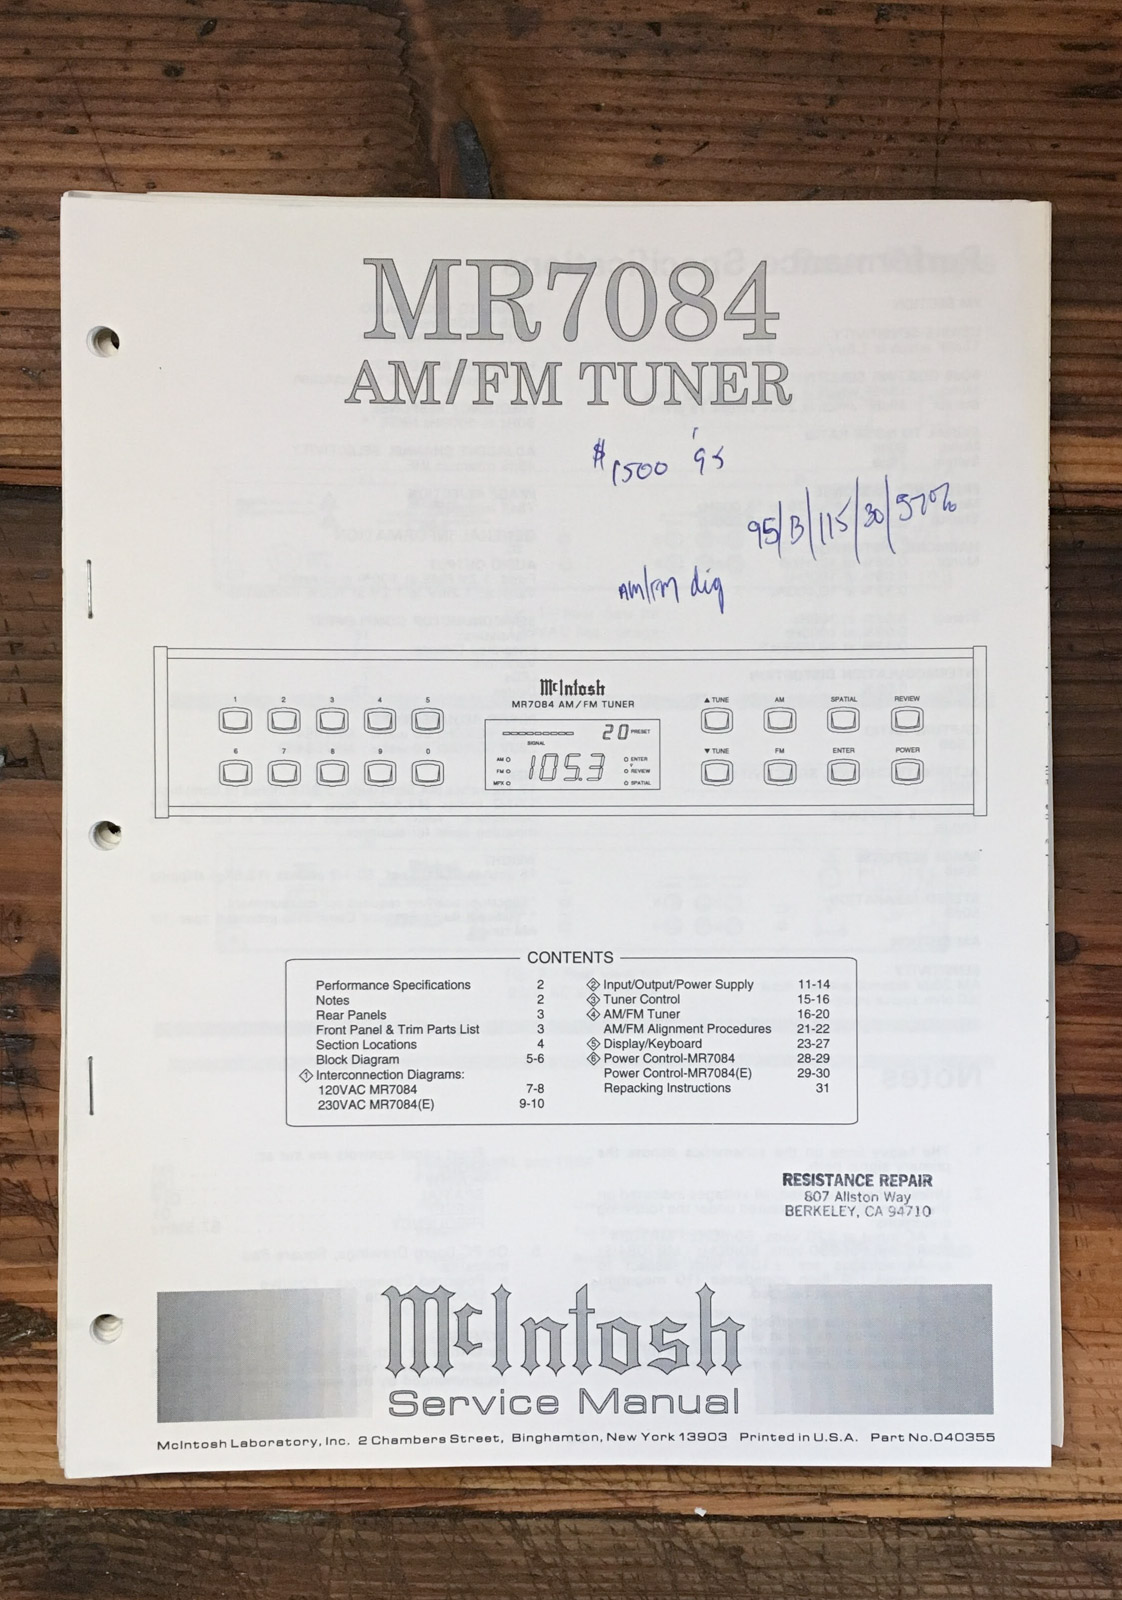 MR7084
AM/FM TUNER
$1500 '95
95/B/115/30/57%
AM/FM dig
McIntosh
MR7084 AM/FM TUNER
1 2 3 4 5
6 7 8 9 0
SIGNAL
20 PRESET
AM
FM
MPX
105.3
ENTER
REVIEW
SPATIAL
▲ TUNE AM SPATIAL REVIEW
▼ TUNE FM ENTER POWER
CONTENTS
Performance Specifications 2
Notes 2
Rear Panels 3
Front Panel & Trim Parts List 3
Section Locations 4
Block Diagram 5-6
1 Interconnection Diagrams:
120VAC MR7084 7-8
230VAC MR7084(E) 9-10
2 Input/Output/Power Supply 11-14
3 Tuner Control 15-16
4 AM/FM Tuner 16-20
AM/FM Alignment Procedures 21-22
5 Display/Keyboard 23-27
6 Power Control-MR7084 28-29
Power Control-MR7084(E) 29-30
Repacking Instructions 31
RESISTANCE REPAIR
807 Allston Way
BERKELEY, CA 94710
McIntosh
Service Manual
McIntosh Laboratory, Inc. 2 Chambers Street, Binghamton, New York 13903 Printed in U.S.A. Part No.040355